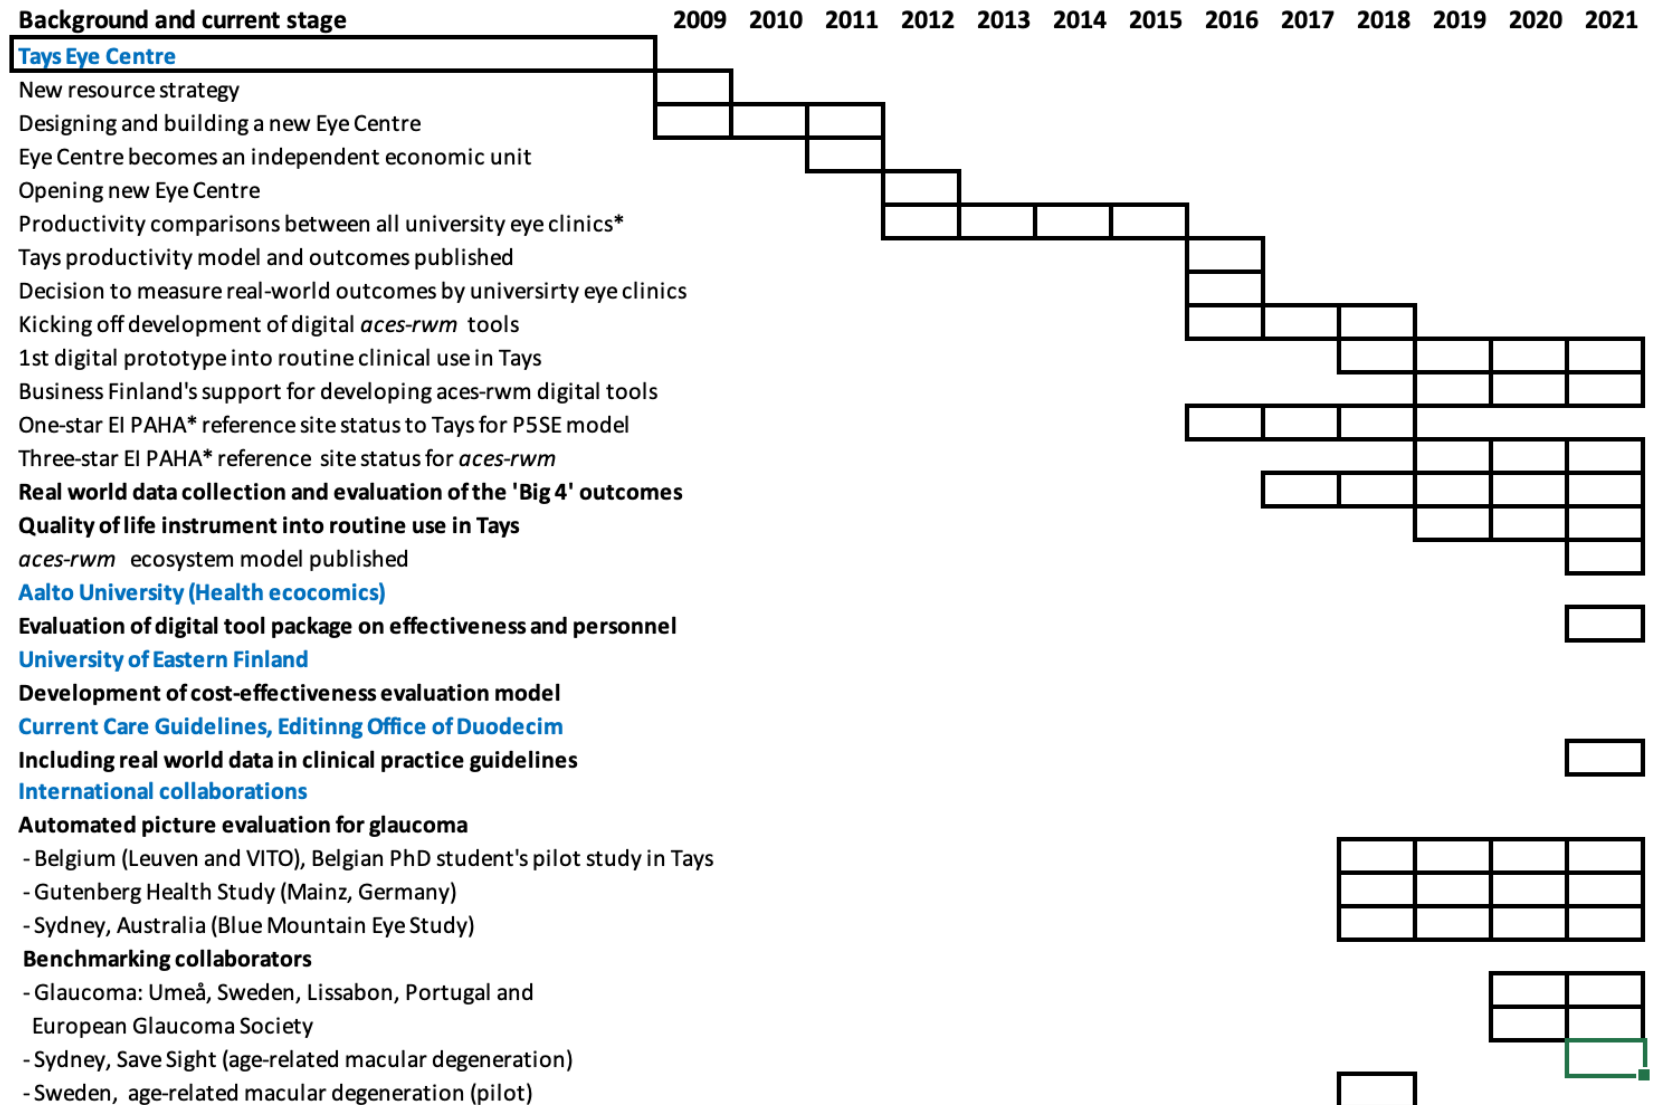 Background and current stage 2009 2010 2011 2012 2013 2014 2015 2016 2017 2018 2019 2020 2021
Tays Eye Centre
New resource strategy
Designing and building a new Eye Centre
Eye Centre becomes an independent economic unit
Opening new Eye Centre
Productivity comparisons between all university eye clinics*
Tays productivity model and outcomes published
Decision to measure real-world outcomes by universirty eye clinics
Kicking off development of digital aces-rwm tools
1st digital prototype into routine clinical use in Tays
Business Finland's support for developing aces-rwm digital tools
One-star EI PAHA* reference site status to Tays for P5SE model
Three-star EI PAHA* reference site status for aces-rwm
Real world data collection and evaluation of the 'Big 4' outcomes
Quality of life instrument into routine use in Tays
aces-rwm ecosystem model published
Aalto University (Health ecocomics)
Evaluation of digital tool package on effectiveness and personnel
University of Eastern Finland
Development of cost-effectiveness evaluation model
Current Care Guidelines, Editinng Office of Duodecim
Including real world data in clinical practice guidelines
International collaborations
Automated picture evaluation for glaucoma
- Belgium (Leuven and VITO), Belgian PhD student's pilot study in Tays
- Gutenberg Health Study (Mainz, Germany)
- Sydney, Australia (Blue Mountain Eye Study)
Benchmarking collaborators
- Glaucoma: Umeå, Sweden, Lissabon, Portugal and
European Glaucoma Society
- Sydney, Save Sight (age-related macular degeneration)
- Sweden, age-related macular degeneration (pilot)